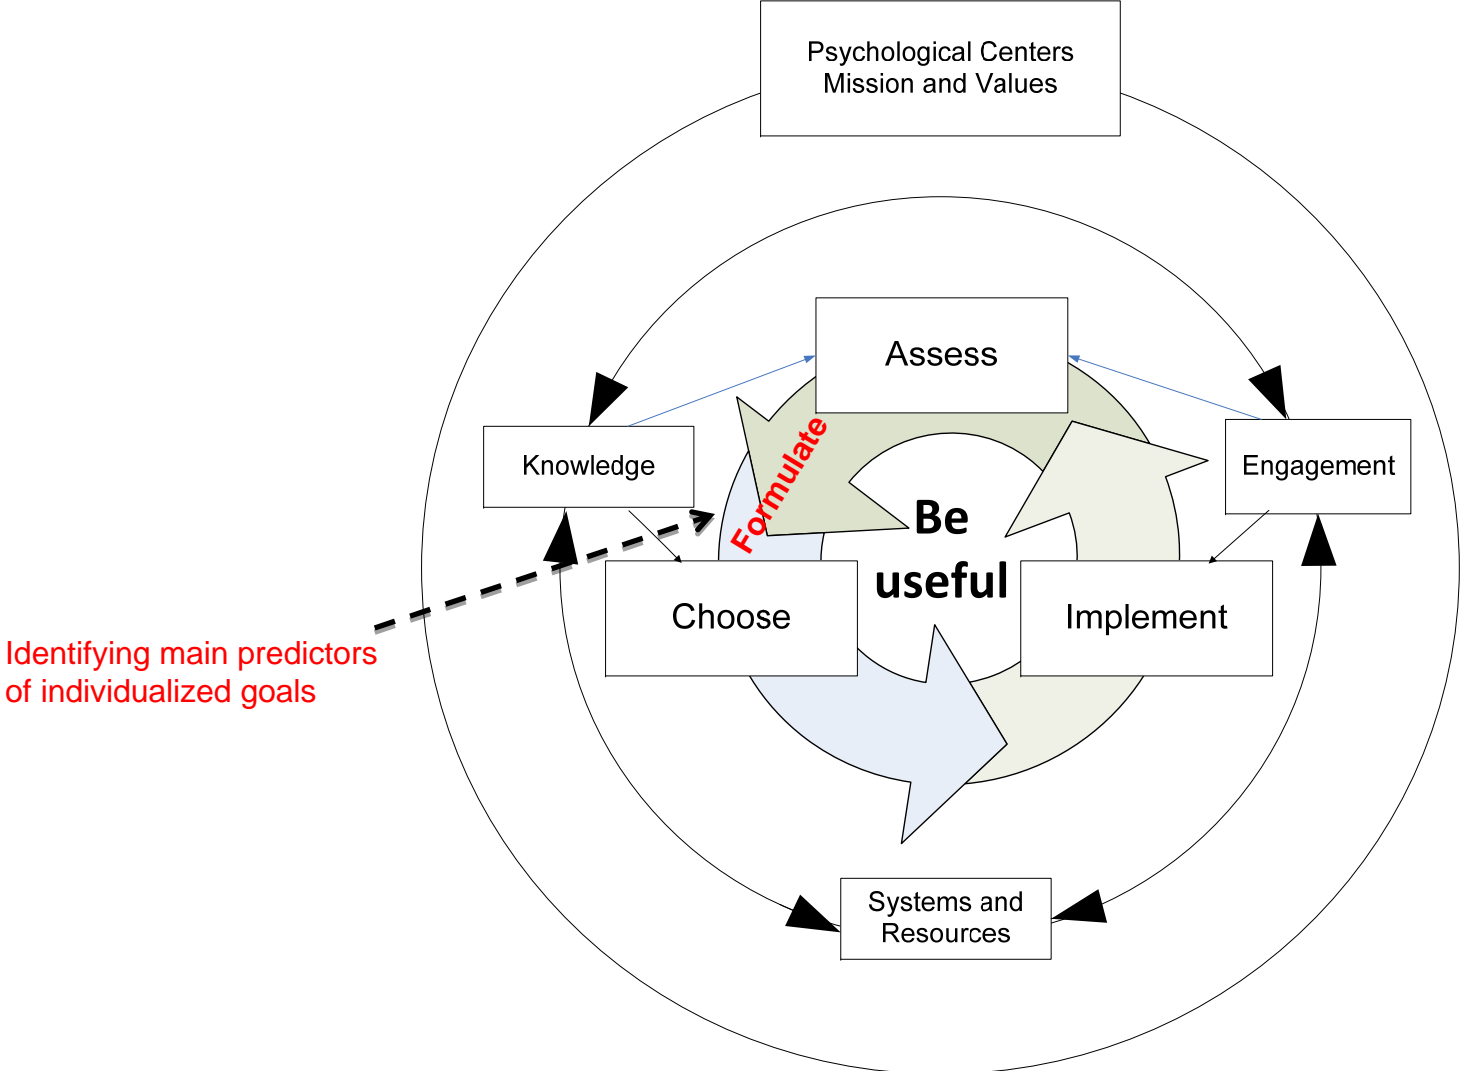 Psychological Centers
Mission and Values
Assess
Formulate
Knowledge
Engagement
Be
useful
Choose
Implement
Identifying main predictors
of individualized goals
Systems and
Resources